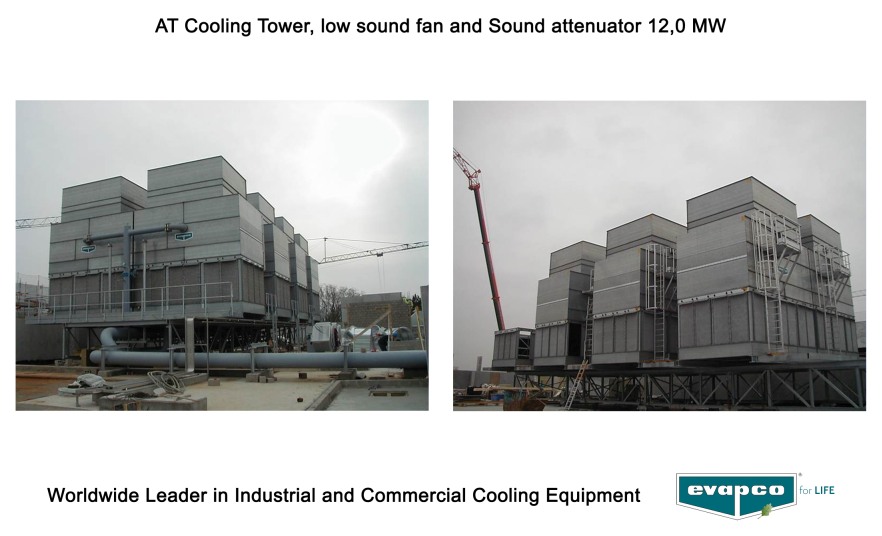 AT Cooling Tower, low sound fan and Sound attenuator 12,0 MW
Worldwide Leader in Industrial and Commercial Cooling Equipment
evapco® for LIFE